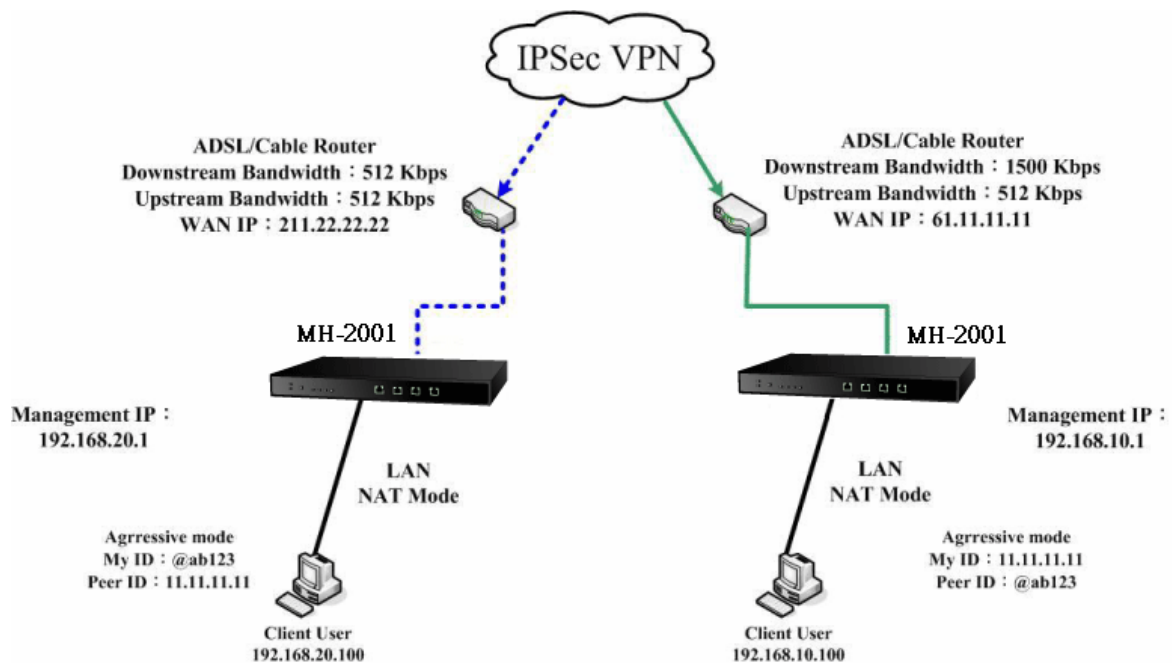 IPSec VPN
ADSL/Cable Router
Downstream Bandwidth：512 Kbps
Upstream Bandwidth：512 Kbps
WAN IP：211.22.22.22
ADSL/Cable Router
Downstream Bandwidth：1500 Kbps
Upstream Bandwidth：512 Kbps
WAN IP：61.11.11.11
MH-2001
MH-2001
Management IP：
192.168.20.1
Management IP：
192.168.10.1
LAN
NAT Mode
LAN
NAT Mode
Agrressive mode
My ID：@ab123
Peer ID：11.11.11.11
Agrressive mode
My ID：11.11.11.11
Peer ID：@ab123
Client User
192.168.20.100
Client User
192.168.10.100